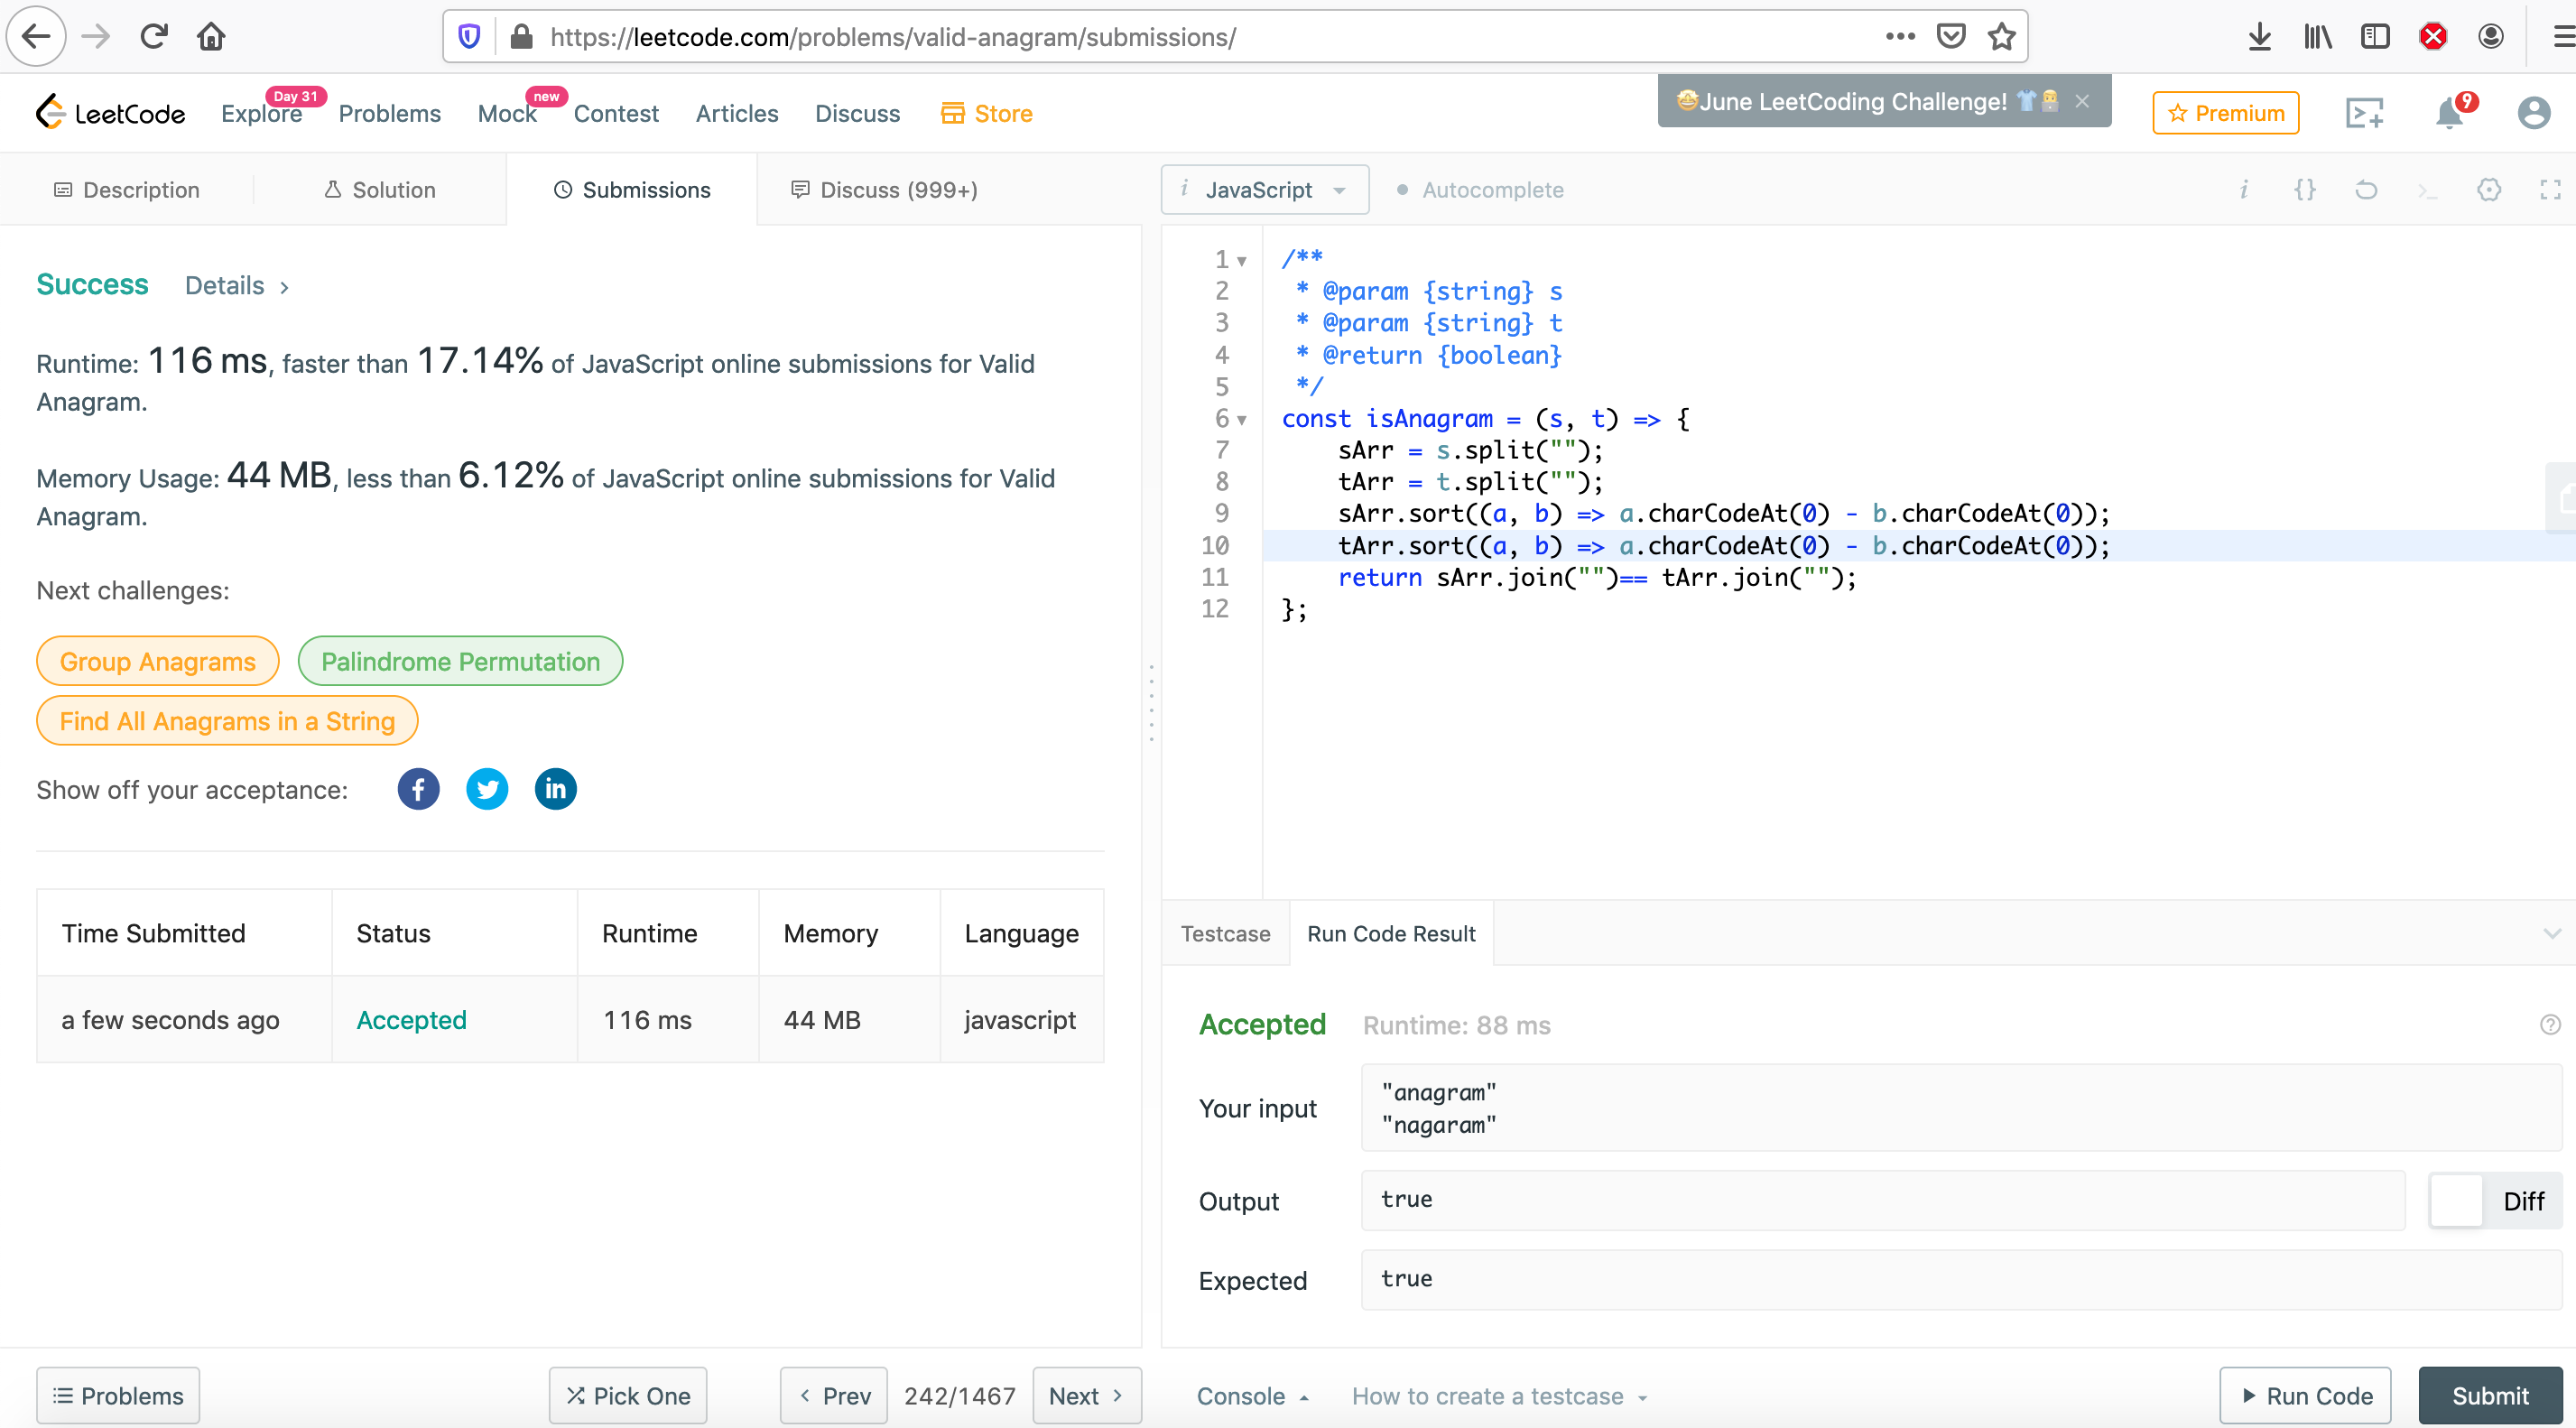 https://leetcode.com/problems/valid-anagram/submissions/
LeetCode
Explore
Day 31
Problems
Mock
new
Contest
Articles
Discuss
Store
🤩June LeetCoding Challenge! 👕👩‍💻 ×
Premium
9
Description
Solution
Submissions
Discuss (999+)
i JavaScript
Autocomplete
Success Details >
Runtime: 116 ms, faster than 17.14% of JavaScript online submissions for Valid
Anagram.
Memory Usage: 44 MB, less than 6.12% of JavaScript online submissions for Valid
Anagram.
Next challenges:
Group Anagrams
Palindrome Permutation
Find All Anagrams in a String
Show off your acceptance:
Time Submitted Status Runtime Memory Language
a few seconds ago Accepted 116 ms 44 MB javascript
1 /**
2  * @param {string} s
3  * @param {string} t
4  * @return {boolean}
5  */
6 const isAnagram = (s, t) => {
7     sArr = s.split("");
8     tArr = t.split("");
9     sArr.sort((a, b) => a.charCodeAt(0) - b.charCodeAt(0));
10     tArr.sort((a, b) => a.charCodeAt(0) - b.charCodeAt(0));
11     return sArr.join("")== tArr.join("");
12 };
Testcase
Run Code Result
Accepted Runtime: 88 ms
Your input
"anagram"
"nagaram"
Output
true
Diff
Expected
true
Problems
Pick One
< Prev
242/1467
Next >
Console
How to create a testcase
Run Code
Submit